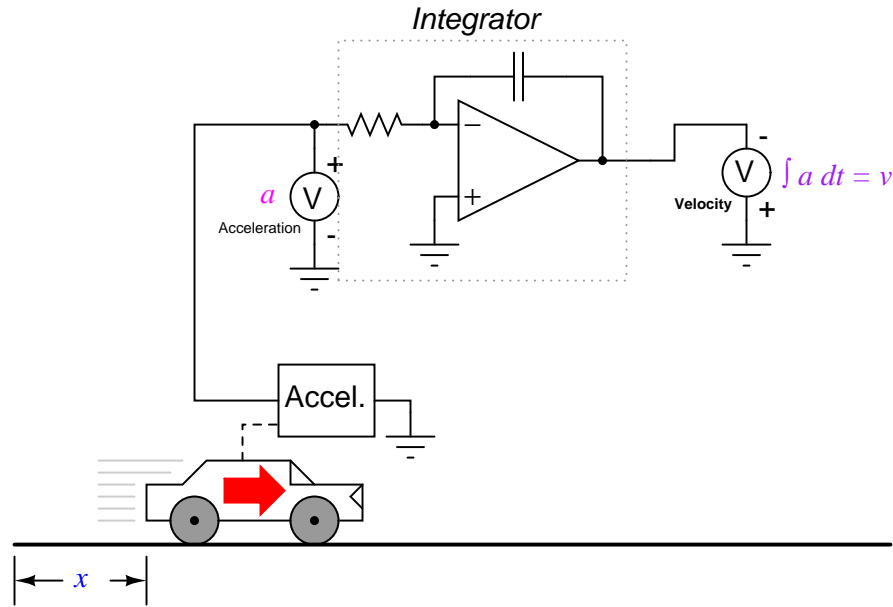 Integrator
−
+
+
V
-
a
Acceleration
-
V
+
Velocity
∫ a dt = v
Accel.
x